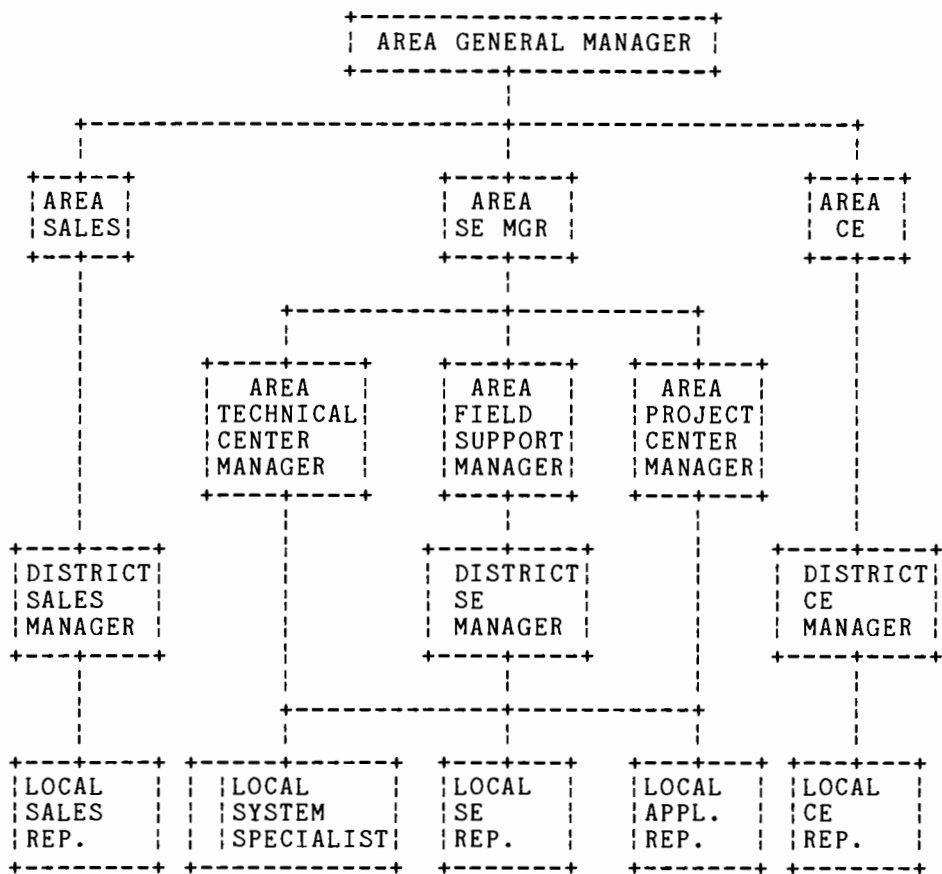 AREA GENERAL MANAGER
AREA
SALES
AREA
SE MGR
AREA
CE
AREA
TECHNICAL
CENTER
MANAGER
AREA
FIELD
SUPPORT
MANAGER
AREA
PROJECT
CENTER
MANAGER
DISTRICT
SALES
MANAGER
DISTRICT
SE
MANAGER
DISTRICT
CE
MANAGER
LOCAL
SALES
REP.
LOCAL
SYSTEM
SPECIALIST
LOCAL
SE
REP.
LOCAL
APPL.
REP.
LOCAL
CE
REP.